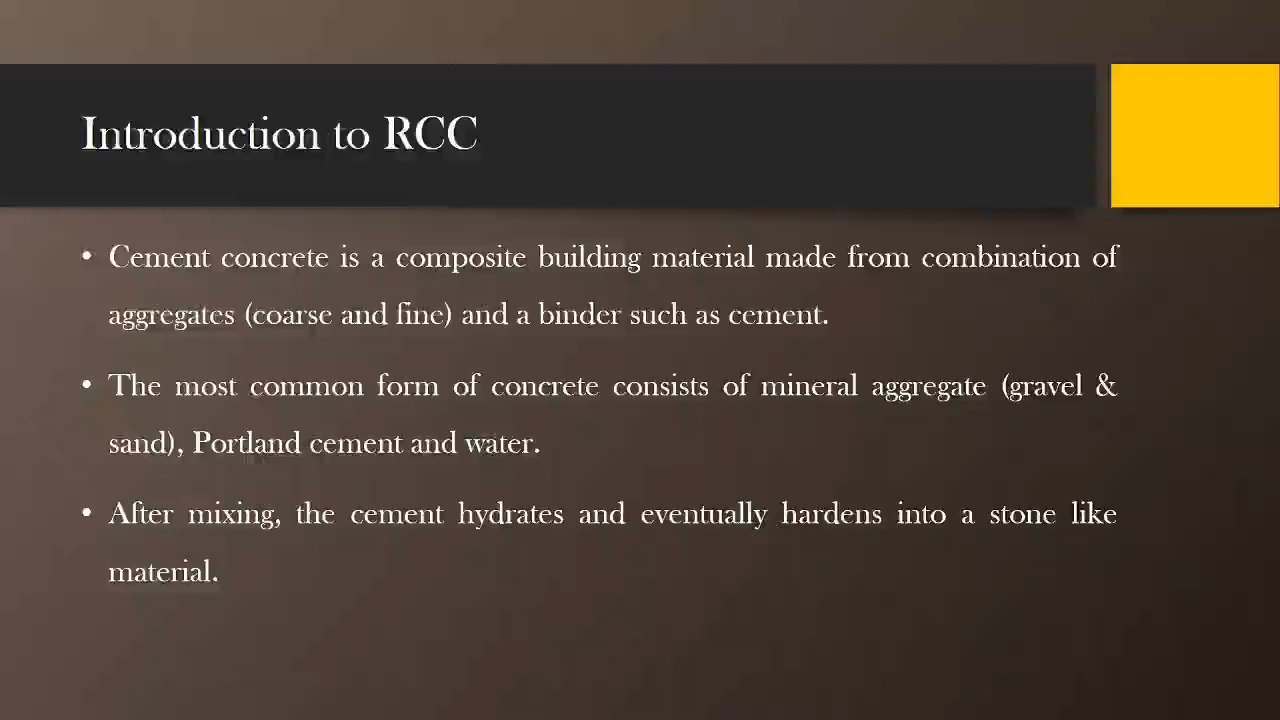 Introduction to RCC
• Cement concrete is a composite building material made from combination of
aggregates (coarse and fine) and a binder such as cement.
• The most common form of concrete consists of mineral aggregate (gravel &
sand), Portland cement and water.
• After mixing, the cement hydrates and eventually hardens into a stone like
material.